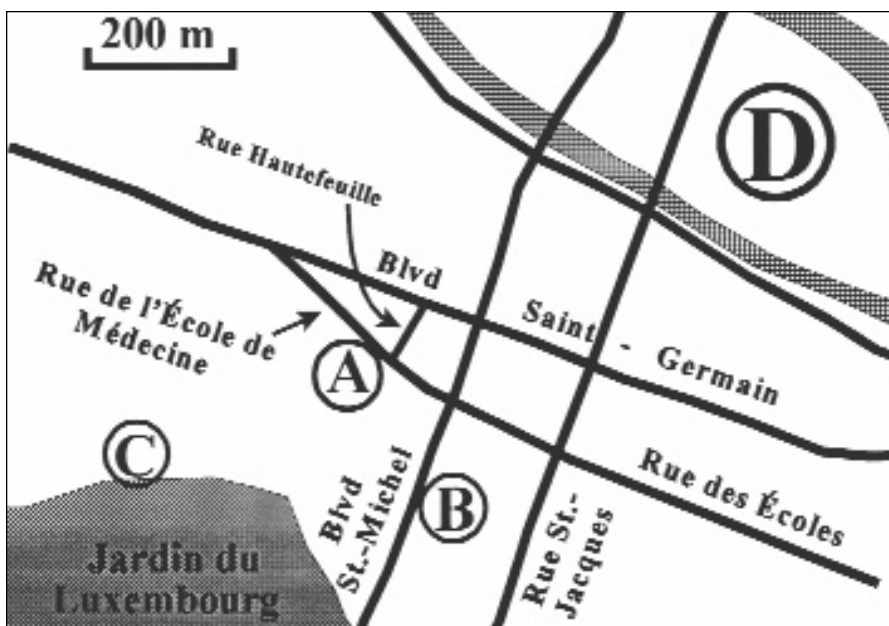 200 m
D
Rue Hautefeuille
Blvd
Saint - Germain
Rue de l'École de
Médecine
A
C
B
Blvd
St.-Michel
Rue St.-
Jacques
Rue des Écoles
Jardin du
Luxembourg